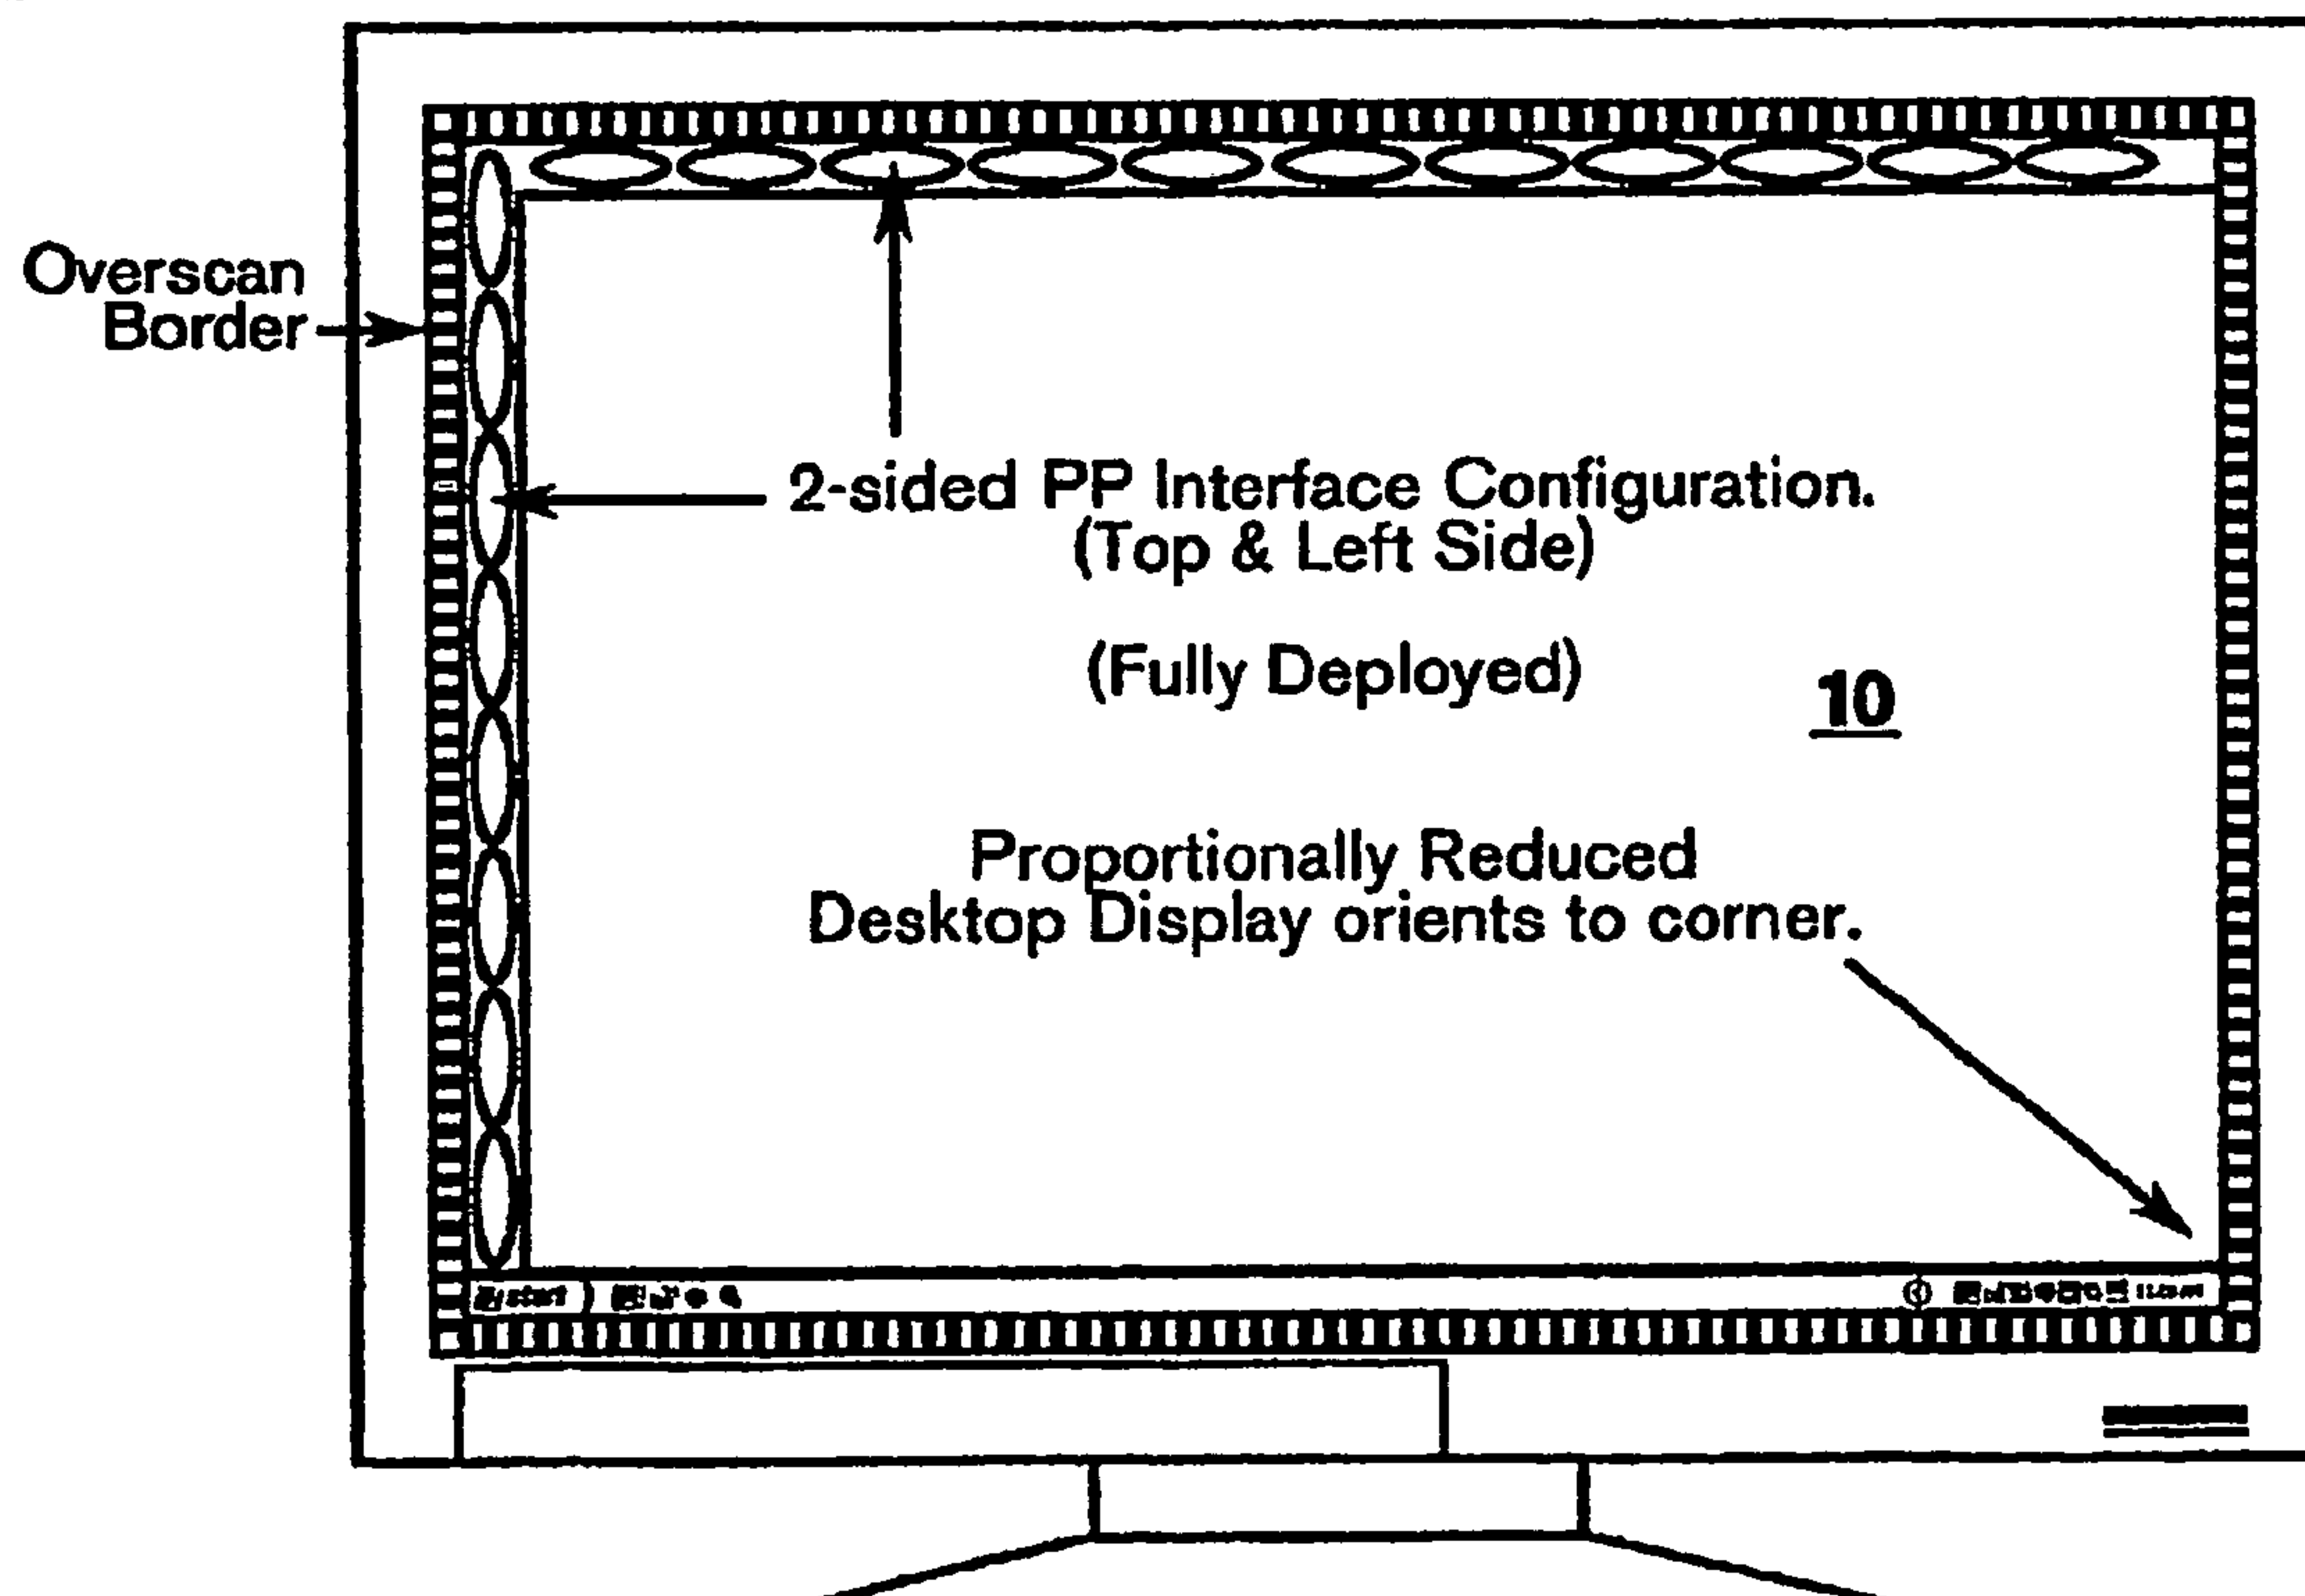 Overscan
Border
2-sided PP Interface Configuration.
(Top & Left Side)
(Fully Deployed)
10
Proportionally Reduced
Desktop Display orients to corner.
start